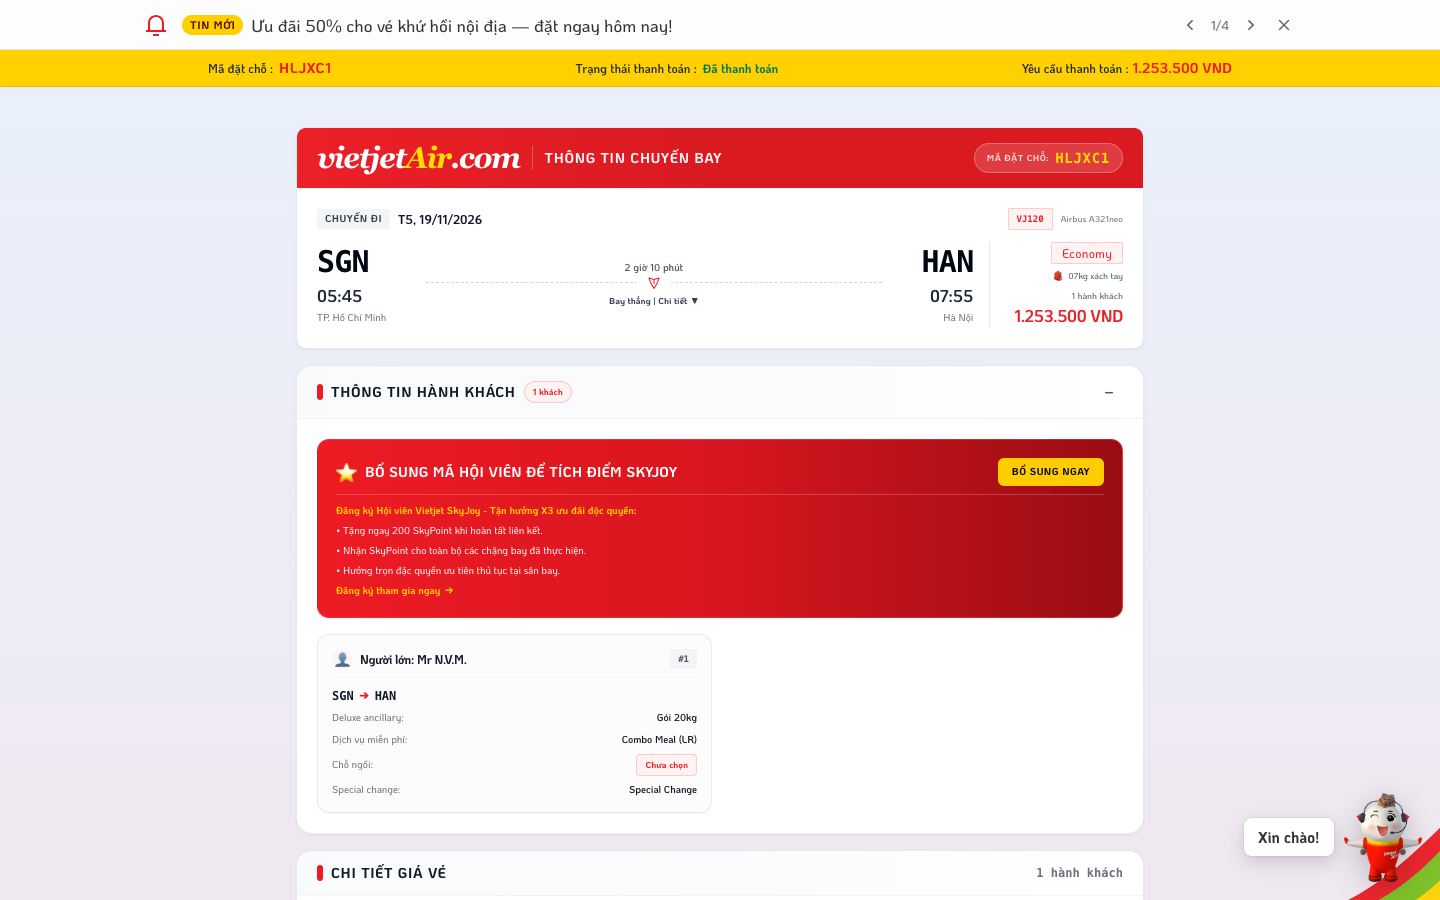 TIN MỚI Ưu đãi 50% cho vé khứ hồi nội địa — đặt ngay hôm nay! 1/4
Mã đặt chỗ : HLJXC1 Trạng thái thanh toán : Đã thanh toán Yêu cầu thanh toán : 1.253.500 VND
vietjetAir.com THÔNG TIN CHUYẾN BAY MÃ ĐẶT CHỖ: HLJXC1
CHUYẾN ĐI T5, 19/11/2026 VJ120 Airbus A321neo
SGN 2 giờ 10 phút HAN Economy
07kg xách tay
05:45 Bay thẳng | Chi tiết ▼ 07:55 1 hành khách
TP. Hồ Chí Minh Hà Nội 1.253.500 VND
THÔNG TIN HÀNH KHÁCH 1 khách –
BỔ SUNG MÃ HỘI VIÊN ĐỂ TÍCH ĐIỂM SKYJOY BỔ SUNG NGAY
Đăng ký Hội viên Vietjet SkyJoy - Tận hưởng X3 ưu đãi độc quyền:
• Tặng ngay 200 SkyPoint khi hoàn tất liên kết.
• Nhận SkyPoint cho toàn bộ các chặng bay đã thực hiện.
• Hưởng trọn đặc quyền ưu tiên thủ tục tại sân bay.
Đăng ký tham gia ngay →
Người lớn: Mr N.V.M. #1
SGN → HAN
Deluxe ancillary: Gói 20kg
Dịch vụ miễn phí: Combo Meal (LR)
Chỗ ngồi: Chưa chọn
Special change: Special Change
Xin chào!
CHI TIẾT GIÁ VÉ 1 hành khách